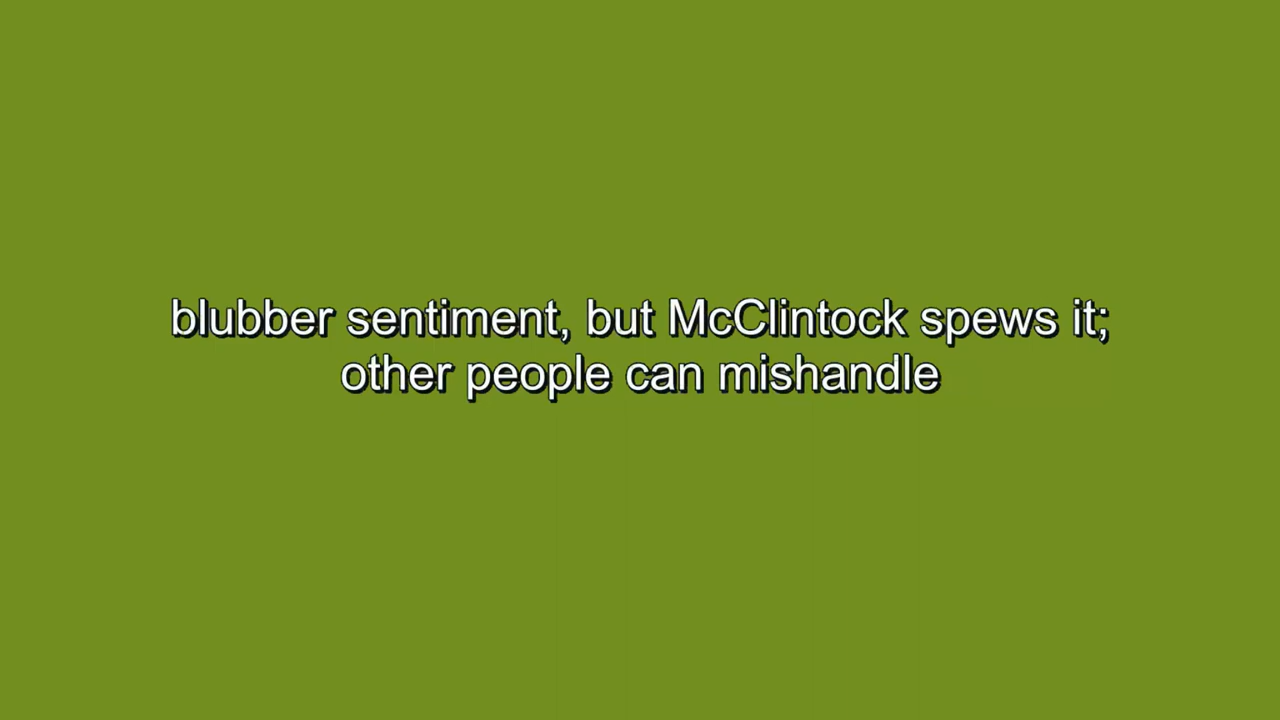 blubber sentiment, but McClintock spews it;
other people can mishandle